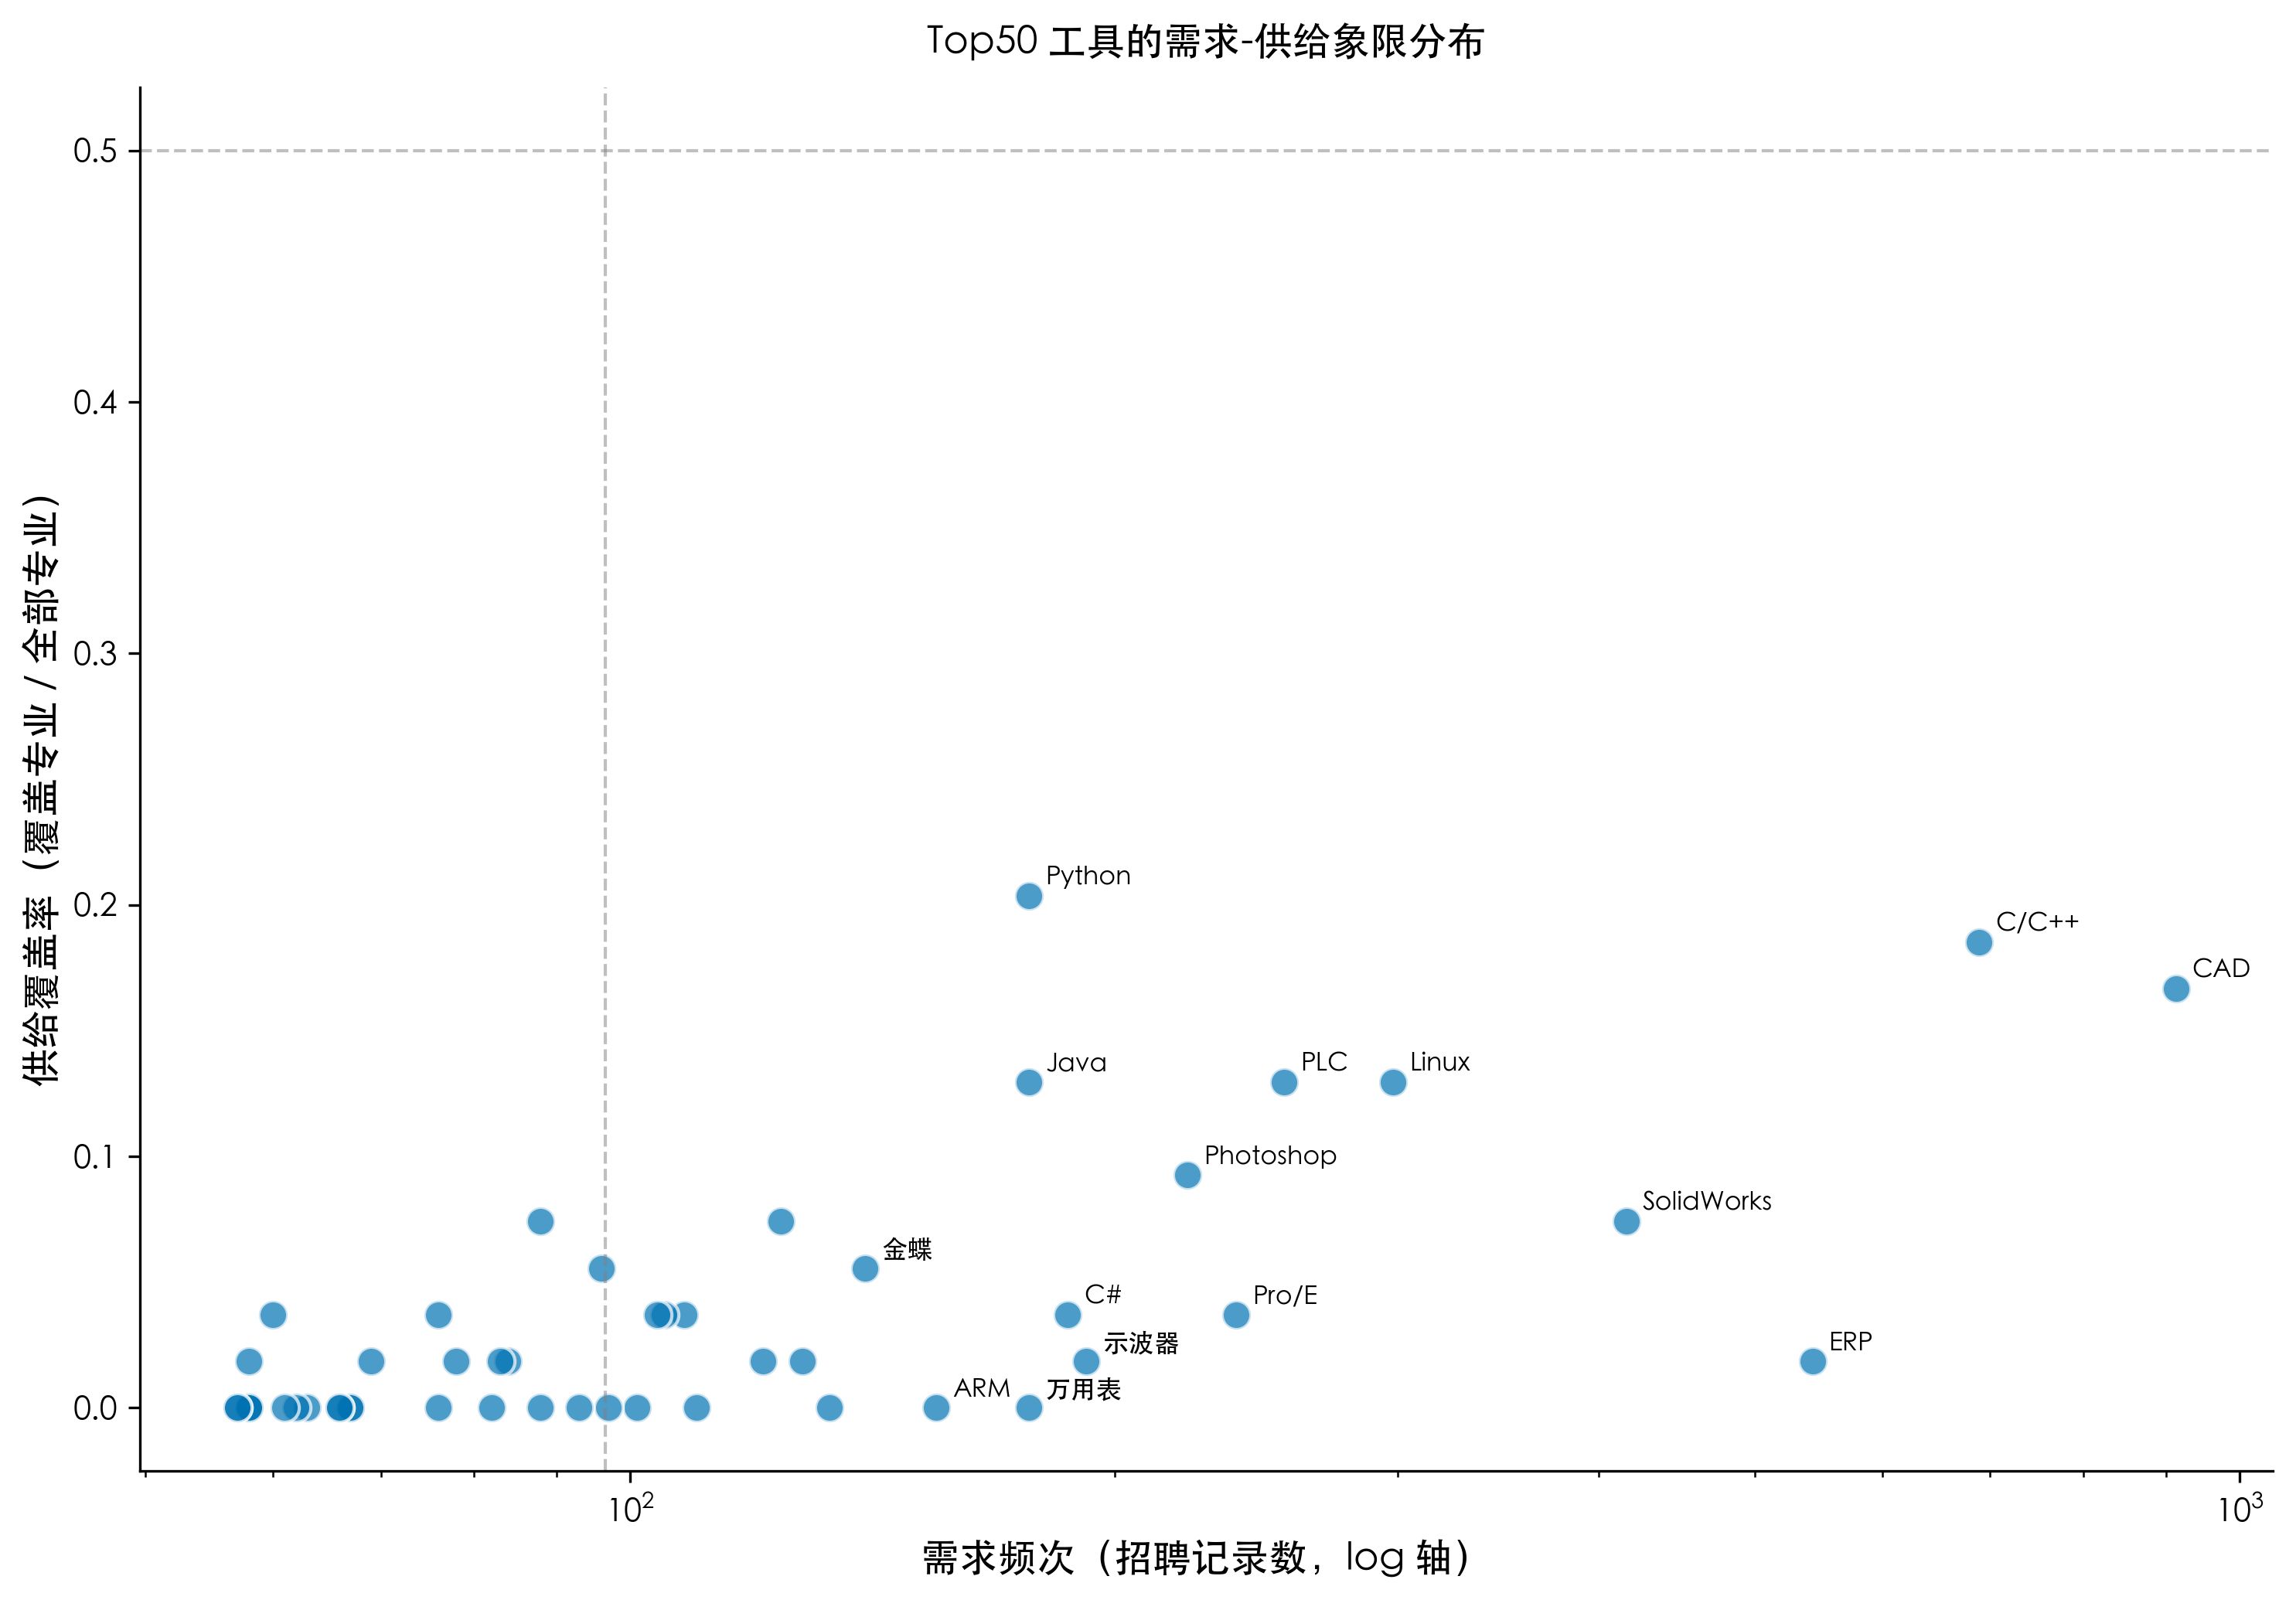 Top50 工具的需求-供给象限分布
供给覆盖率（覆盖专业 / 全部专业）
0.5
0.4
0.3
0.2
0.1
0.0
Python
C/C++
CAD
Java
PLC
Linux
Photoshop
SolidWorks
金蝶
C#
Pro/E
示波器
ERP
ARM
万用表
10²
10³
需求频次（招聘记录数，log 轴）